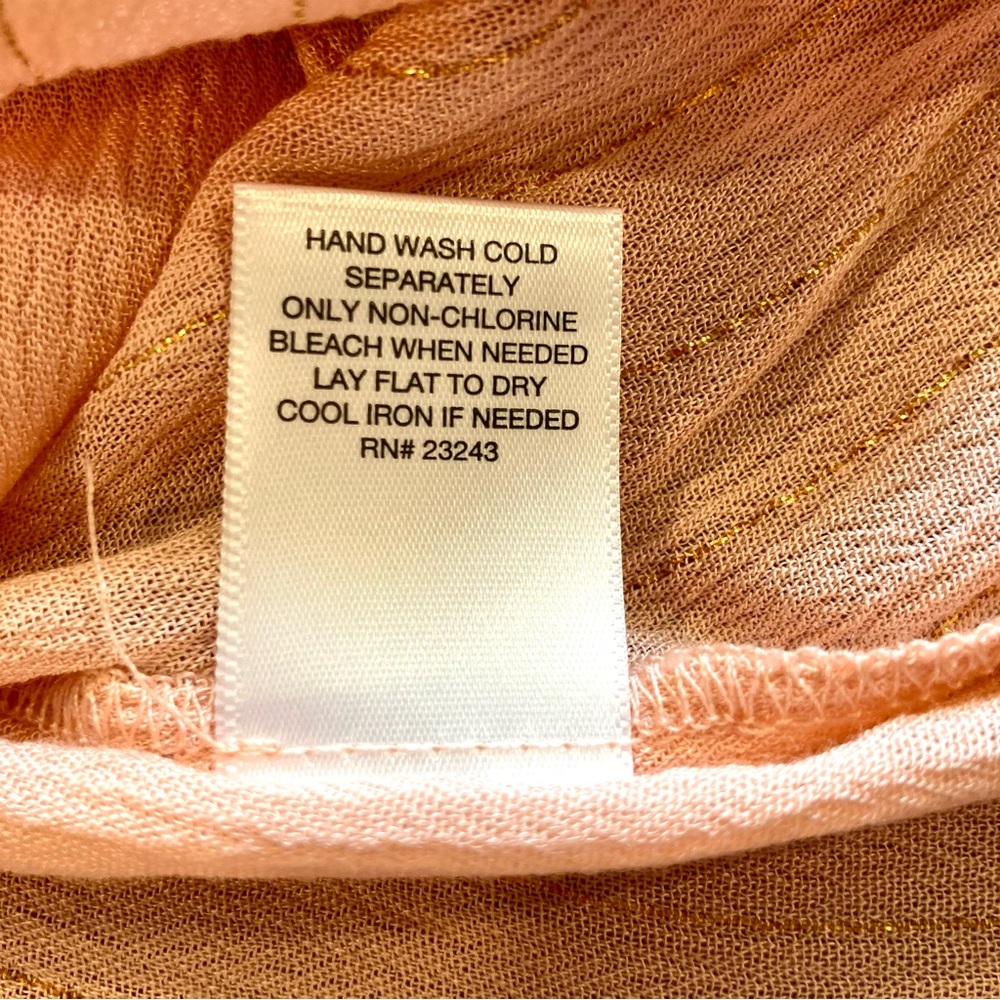 HAND WASH COLD
SEPARATELY
ONLY NON-CHLORINE
BLEACH WHEN NEEDED
LAY FLAT TO DRY
COOL IRON IF NEEDED
RN# 23243